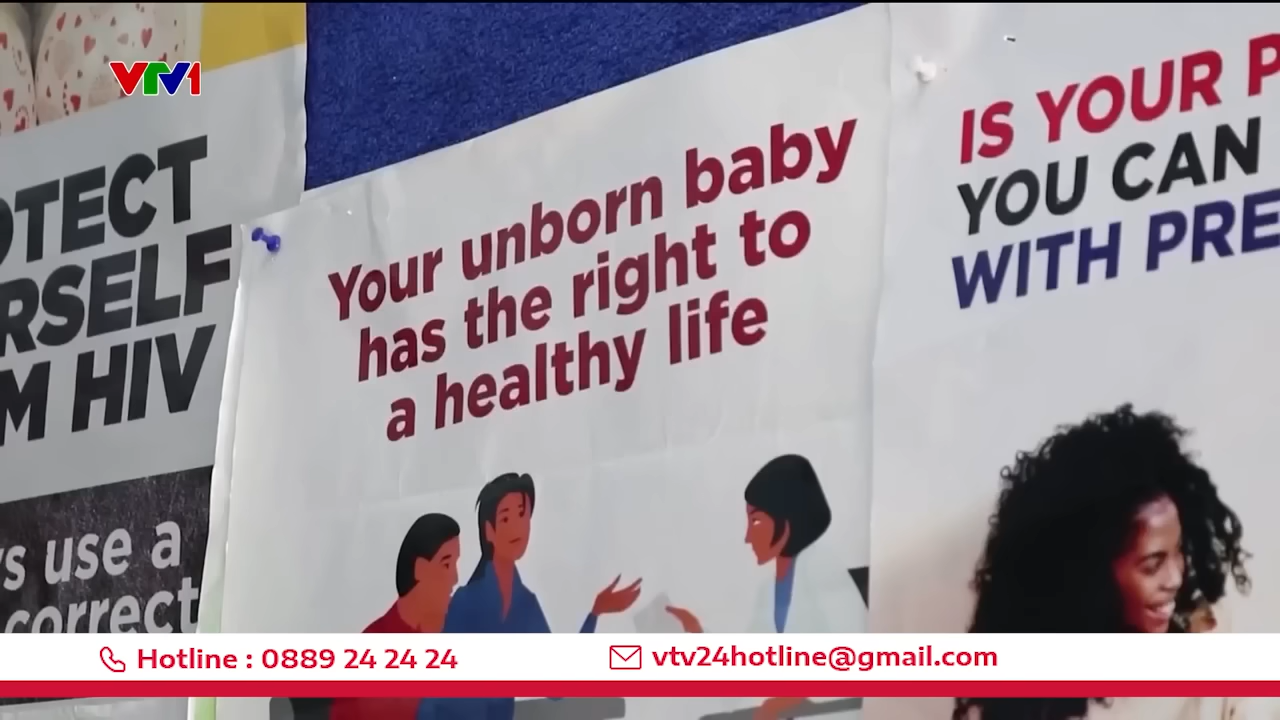 VTV1
OTECT
RSELF
M HIV
s use a
correct
Your unborn baby
has the right to
a healthy life
IS YOUR P
YOU CAN
WITH PRE
Hotline : 0889 24 24 24
vtv24hotline@gmail.com